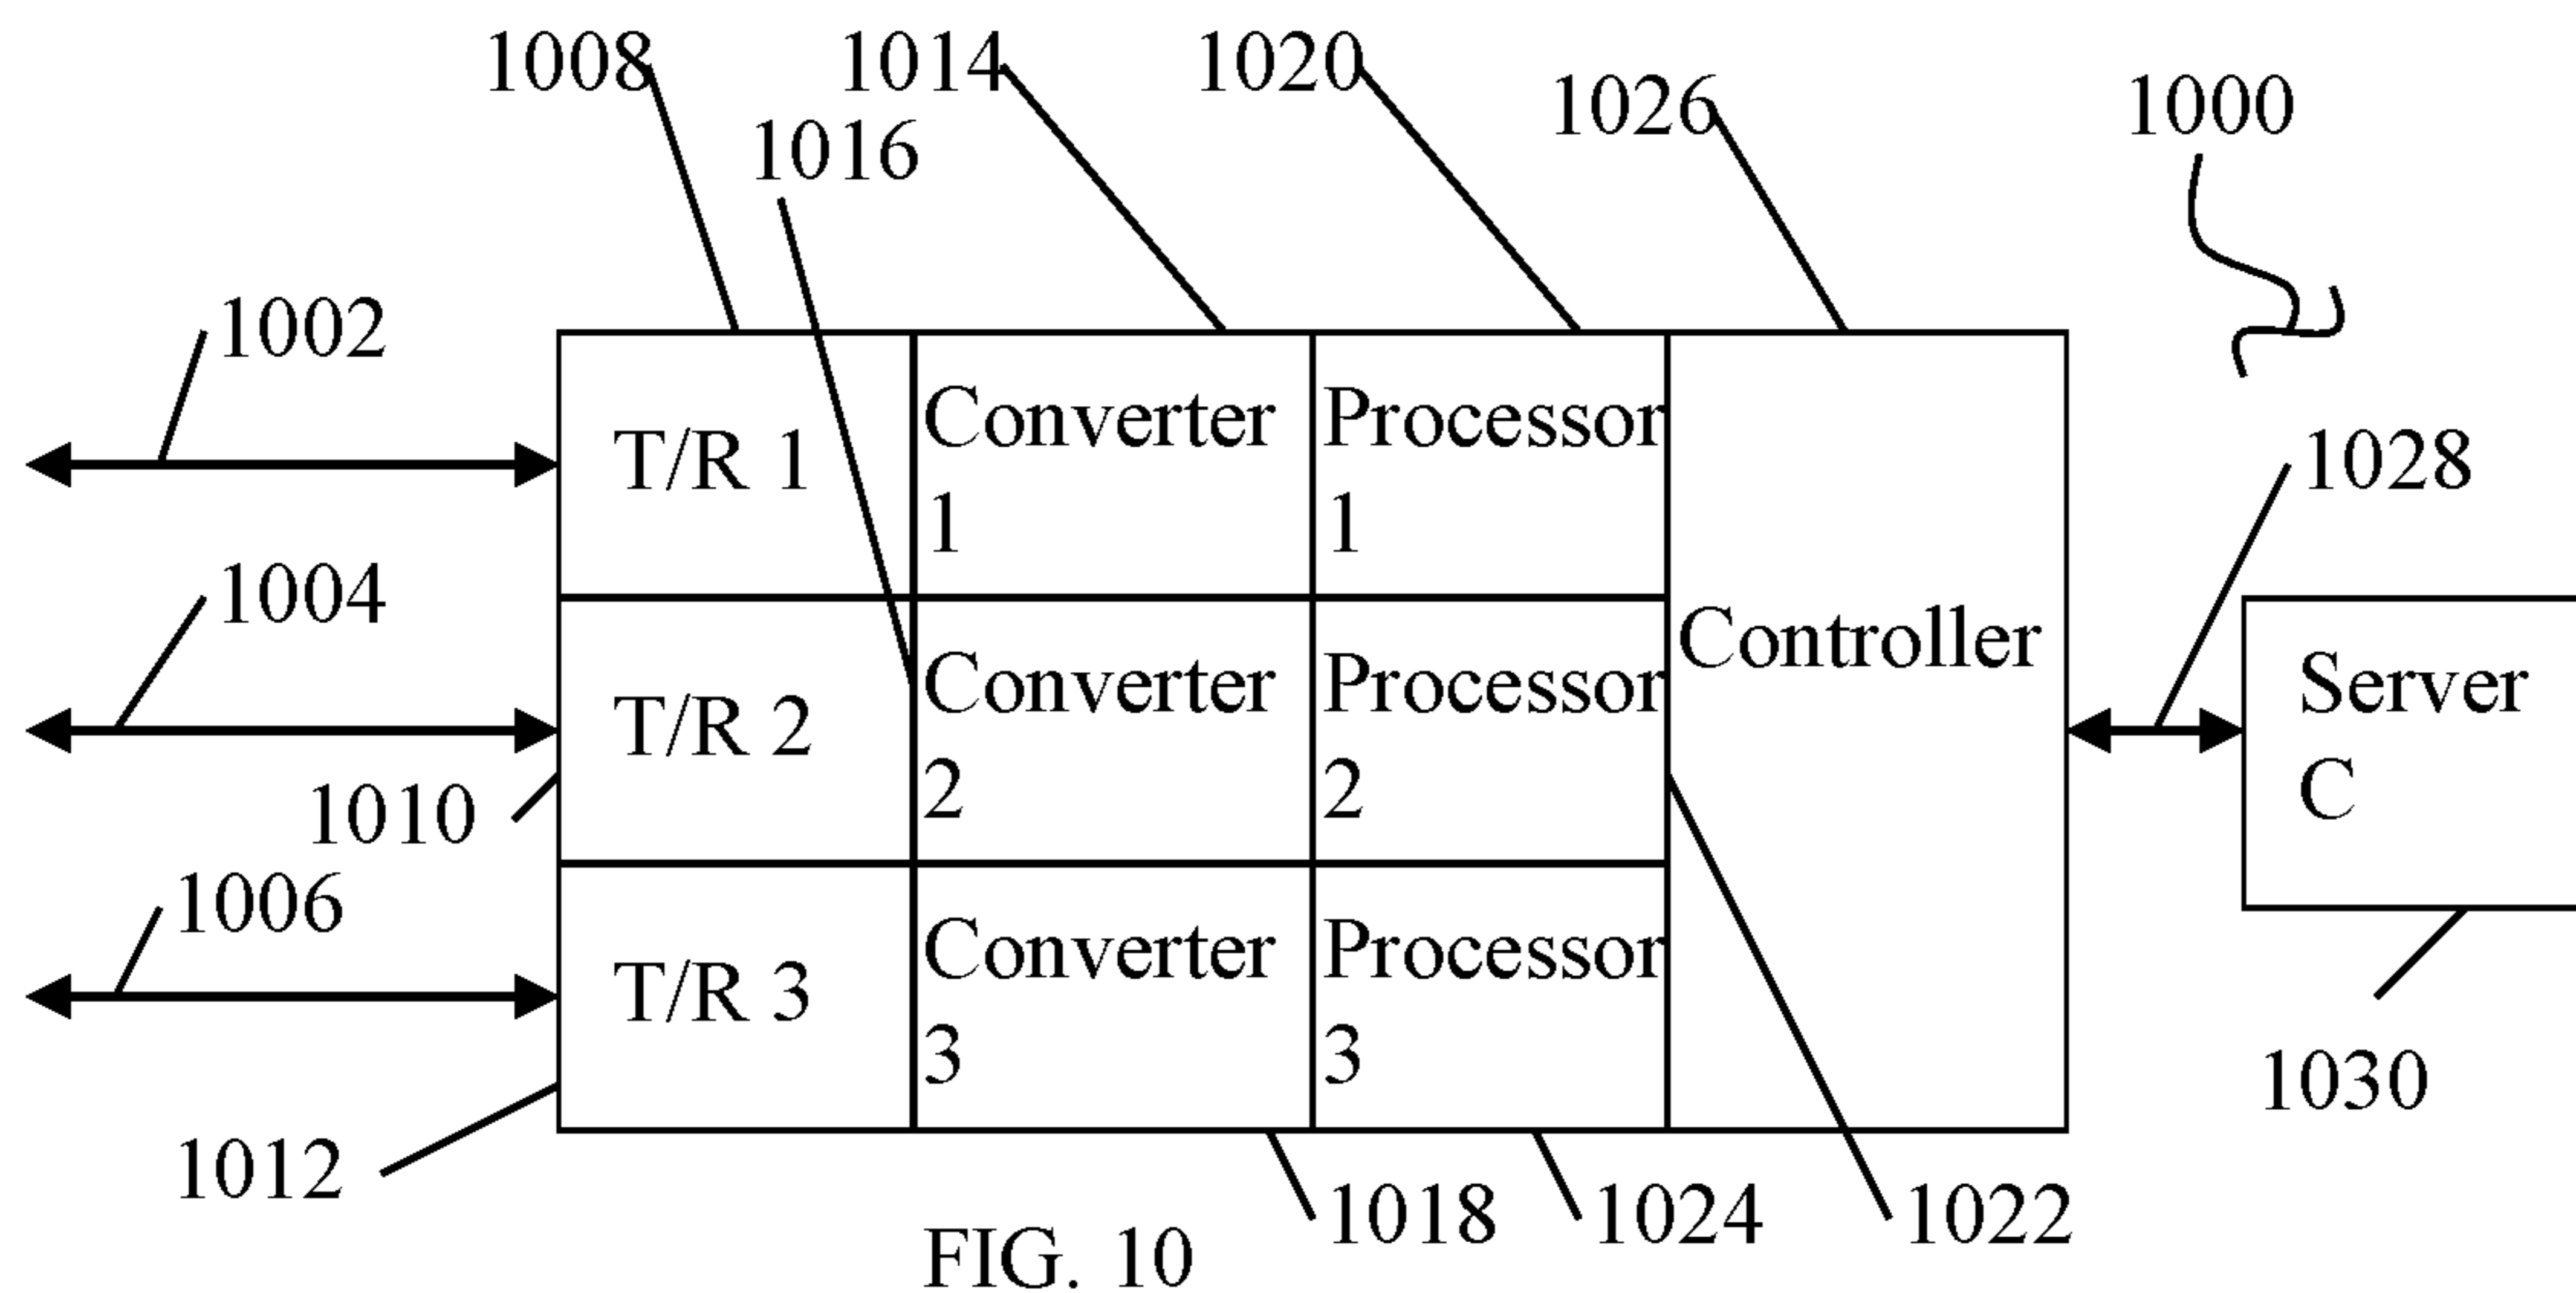 1008
1014
1020
1026
1000
1016
1002
T/R 1
Converter
1
Processor
1
1028
1004
T/R 2
Converter
2
Processor
2
Controller
Server
C
1010
1006
T/R 3
Converter
3
Processor
3
1030
1012
1018
1024
1022
FIG. 10